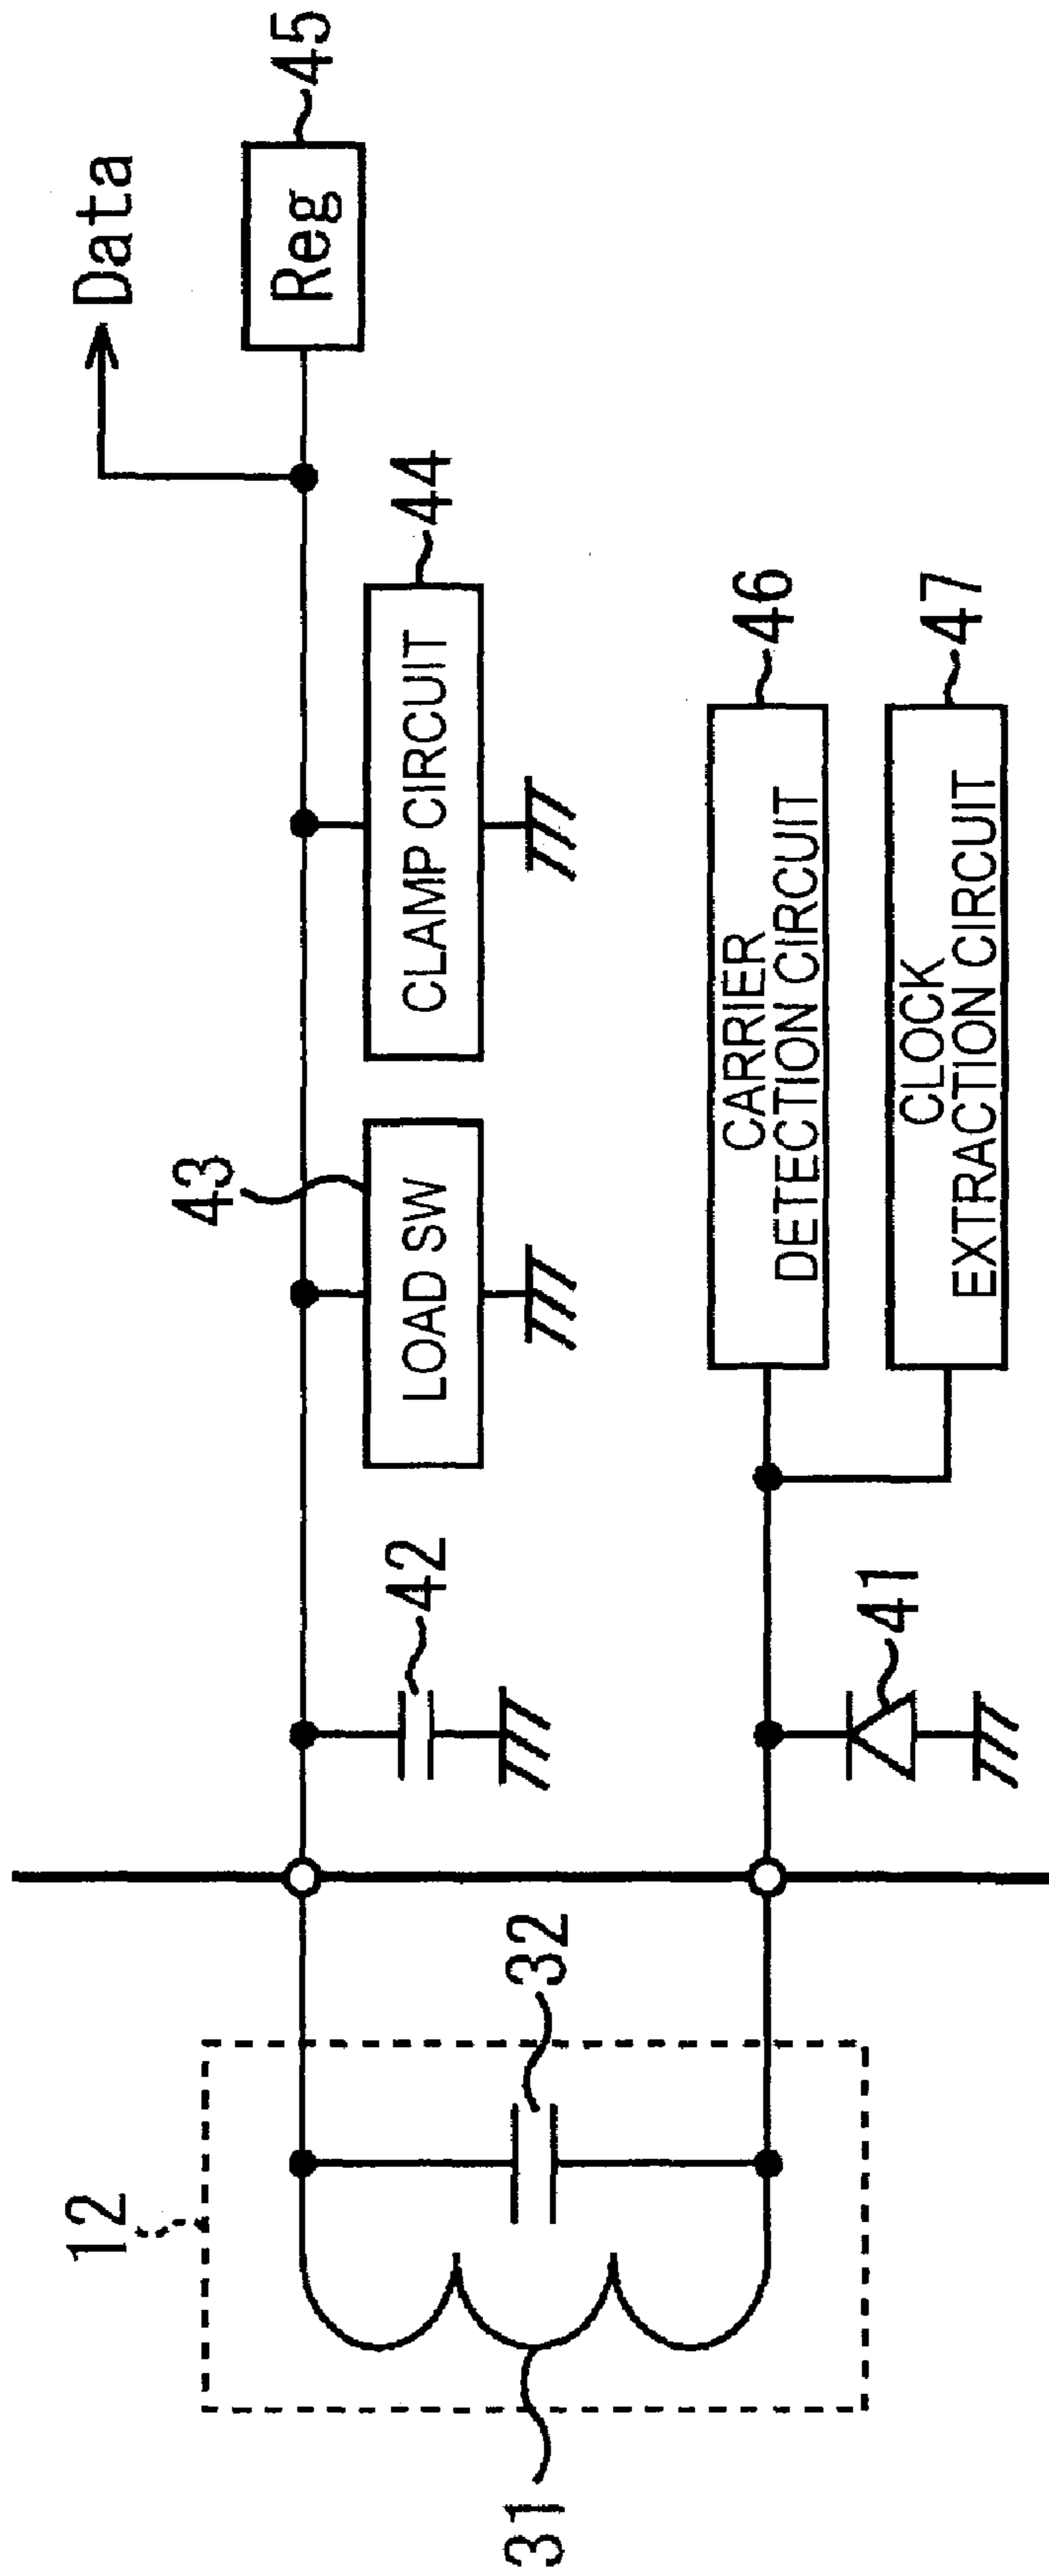 Data
45
Reg
44
CLAMP CIRCUIT
43
LOAD SW
42
46
CARRIER
DETECTION CIRCUIT
47
CLOCK
EXTRACTION CIRCUIT
41
12
32
31